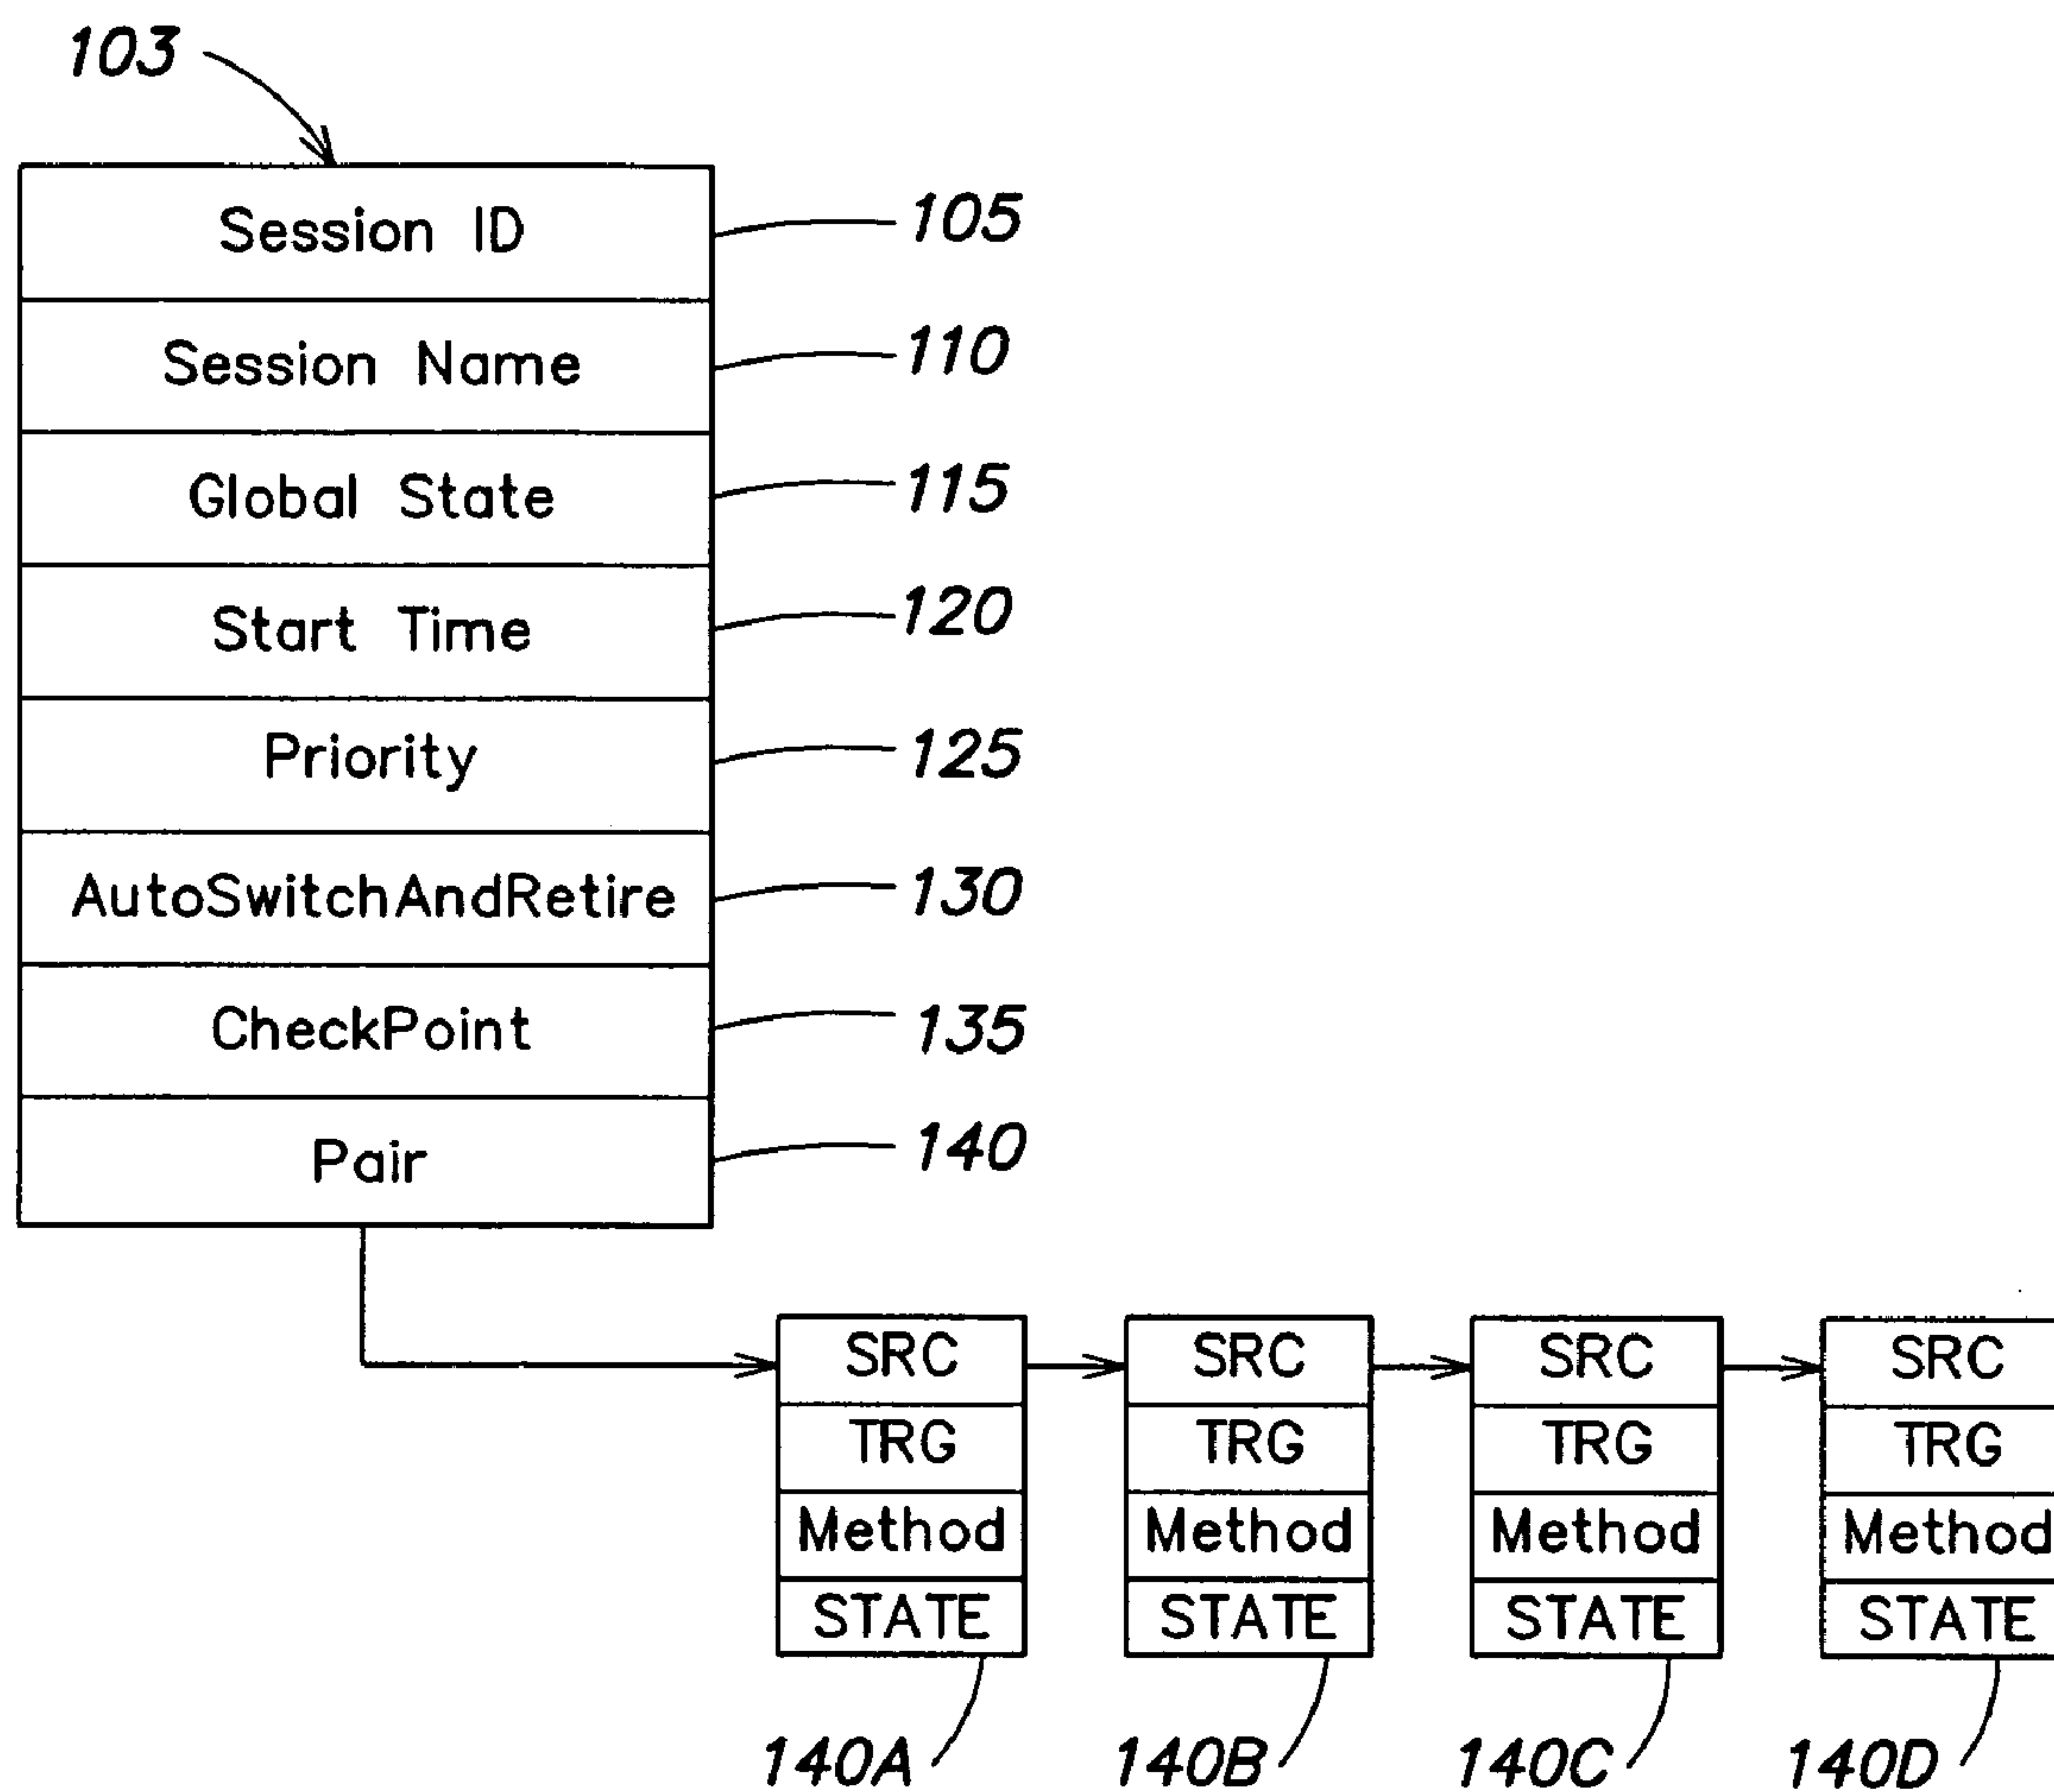 103
Session ID 105
Session Name 110
Global State 115
Start Time 120
Priority 125
AutoSwitchAndRetire 130
CheckPoint 135
Pair 140
SRC SRC SRC SRC
TRG TRG TRG TRG
Method Method Method Method
STATE STATE STATE STATE
140A 140B 140C 140D